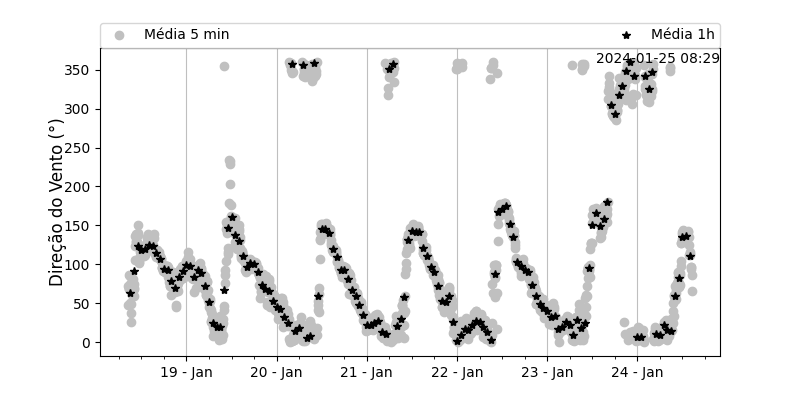 Média 5 min
Média 1h
2024-01-25 08:29
Direção do Vento (°)
350
300
250
200
150
100
50
0
19 - Jan
20 - Jan
21 - Jan
22 - Jan
23 - Jan
24 - Jan